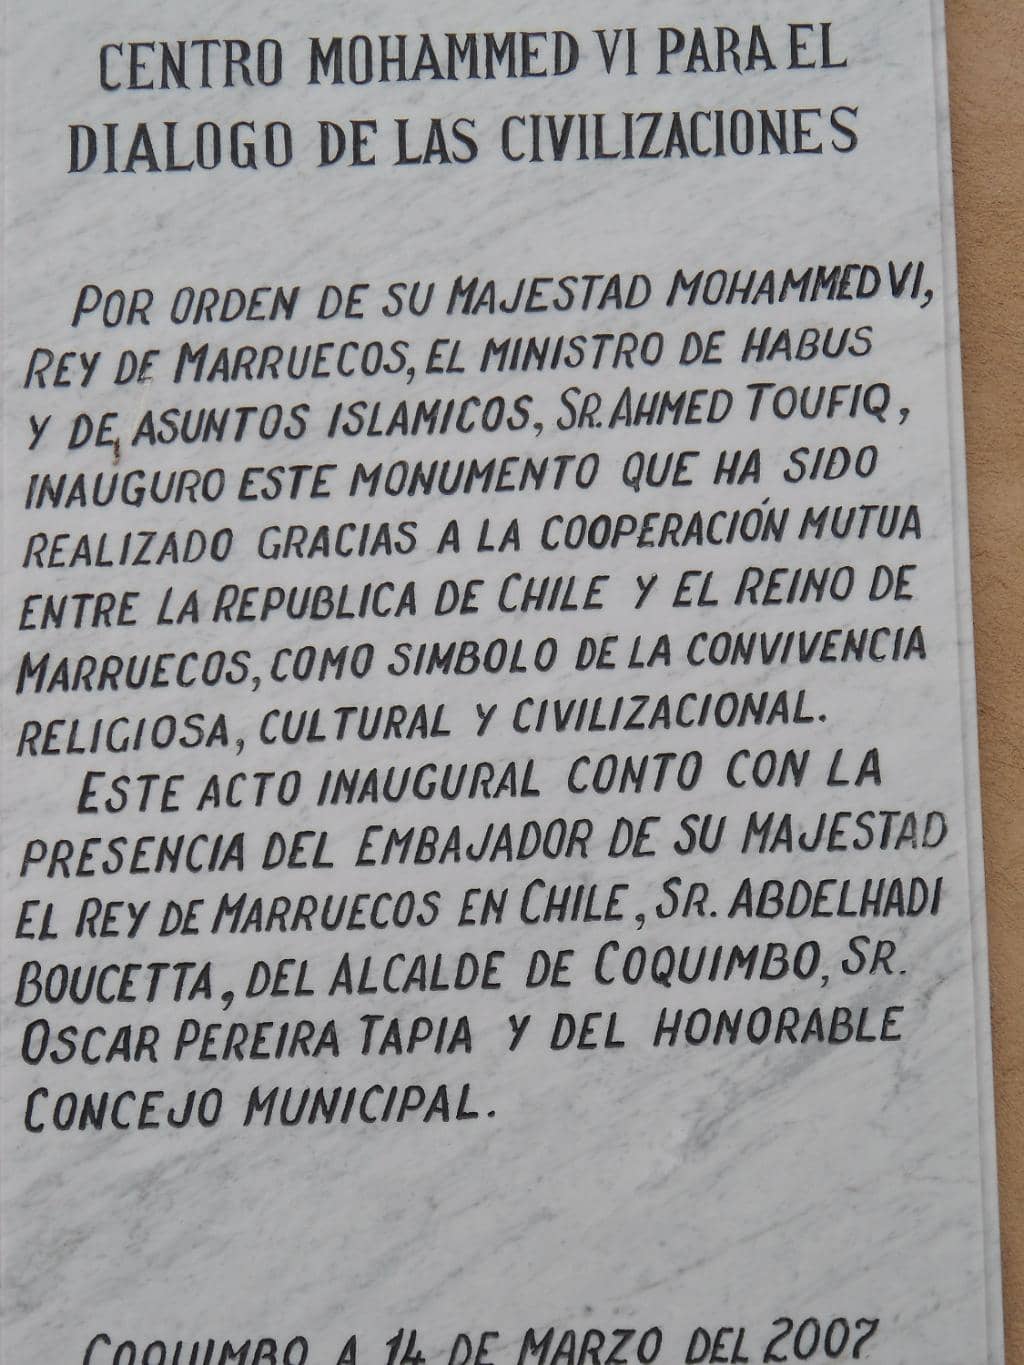 CENTRO MOHAMMED VI PARA EL
DIALOGO DE LAS CIVILIZACIONES
POR ORDEN DE SU MAJESTAD MOHAMMED VI,
REY DE MARRUECOS, EL MINISTRO DE HABUS
Y DE ASUNTOS ISLAMICOS, SR. AHMED TOUFIQ,
INAUGURO ESTE MONUMENTO QUE HA SIDO
REALIZADO GRACIAS A LA COOPERACIÓN MUTUA
ENTRE LA REPUBLICA DE CHILE Y EL REINO DE
MARRUECOS, COMO SIMBOLO DE LA CONVIVENCIA
RELIGIOSA, CULTURAL Y CIVILIZACIONAL.
ESTE ACTO INAUGURAL CONTO CON LA
PRESENCIA DEL EMBAJADOR DE SU MAJESTAD
EL REY DE MARRUECOS EN CHILE, SR. ABDELHADI
BOUCETTA, DEL ALCALDE DE COQUIMBO, SR.
OSCAR PEREIRA TAPIA Y DEL HONORABLE
CONCEJO MUNICIPAL.
COQUIMBO A 14 DE MARZO DEL 2007